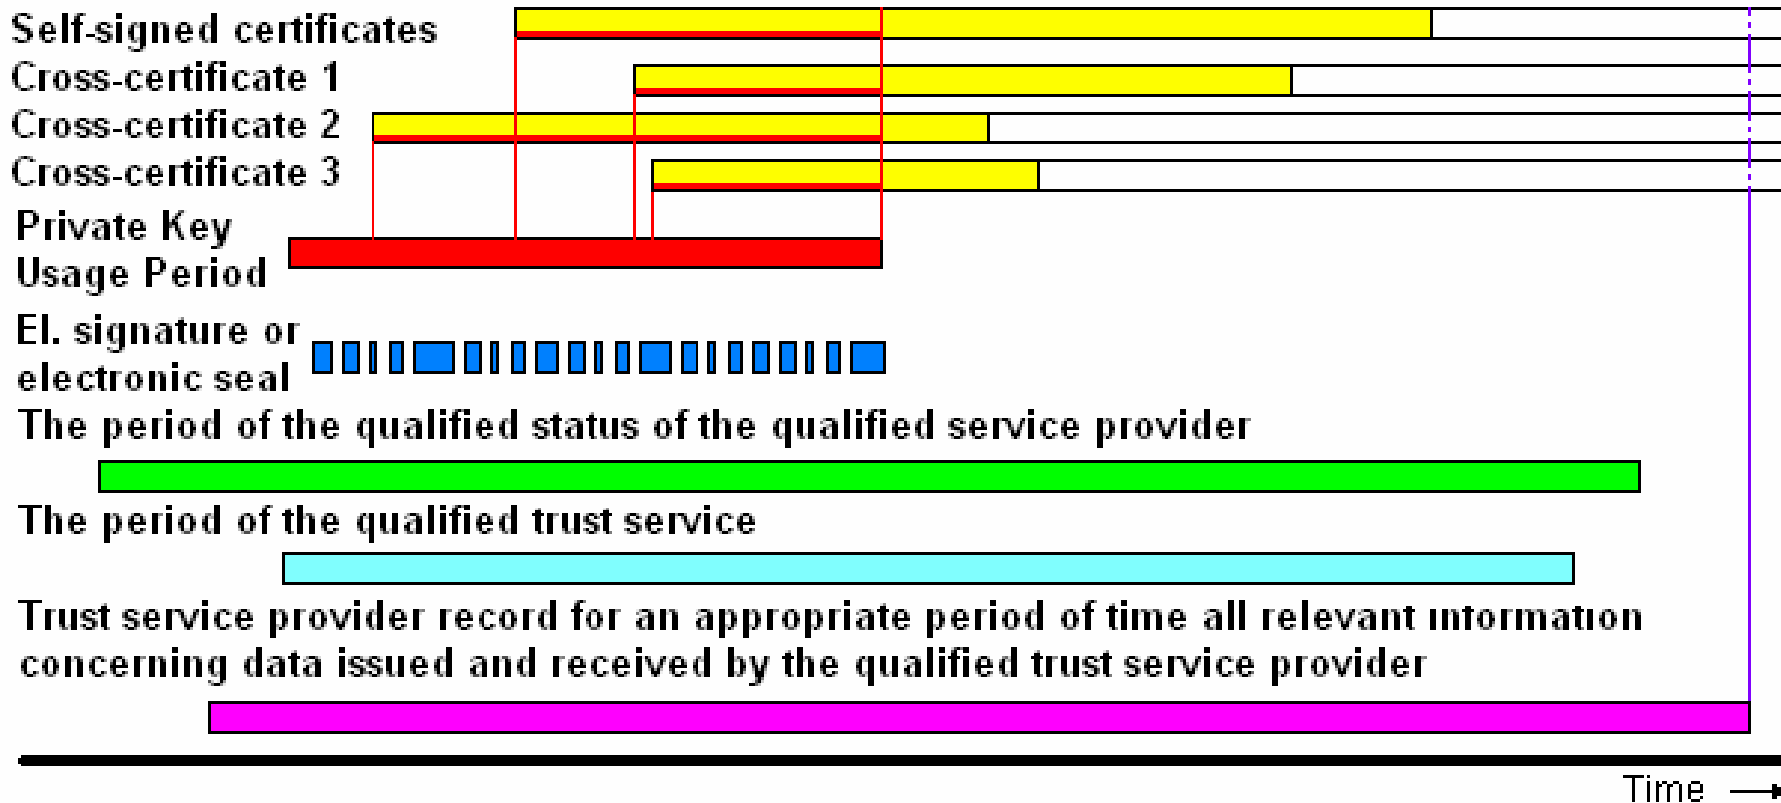 Self-signed certificates
Cross-certificate 1
Cross-certificate 2
Cross-certificate 3
Private Key
Usage Period
El. signature or
electronic seal
The period of the qualified status of the qualified service provider
The period of the qualified trust service
Trust service provider record for an appropriate period of time all relevant information
concerning data issued and received by the qualified trust service provider
Time